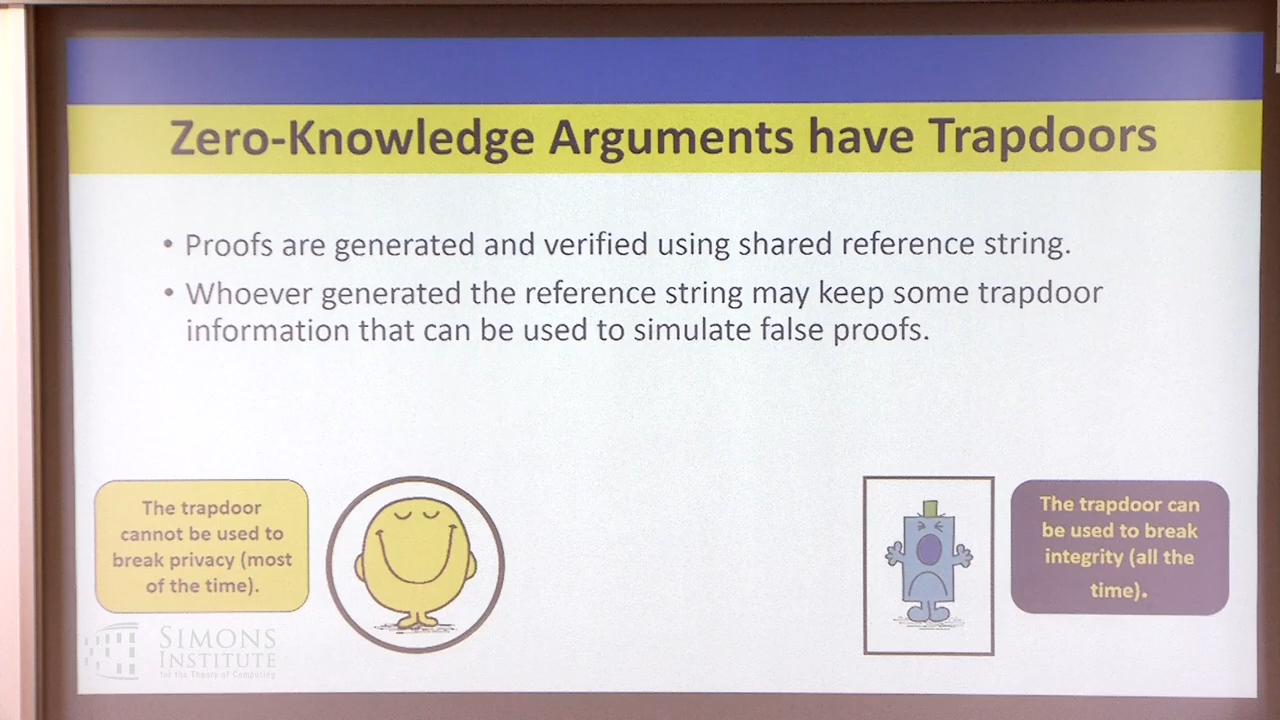 Zero-Knowledge Arguments have Trapdoors
• Proofs are generated and verified using shared reference string.
• Whoever generated the reference string may keep some trapdoor
information that can be used to simulate false proofs.
The trapdoor
cannot be used to
break privacy (most
of the time).
The trapdoor can
be used to break
integrity (all the
time).
SIMONS
INSTITUTE
for the Theory of Computing